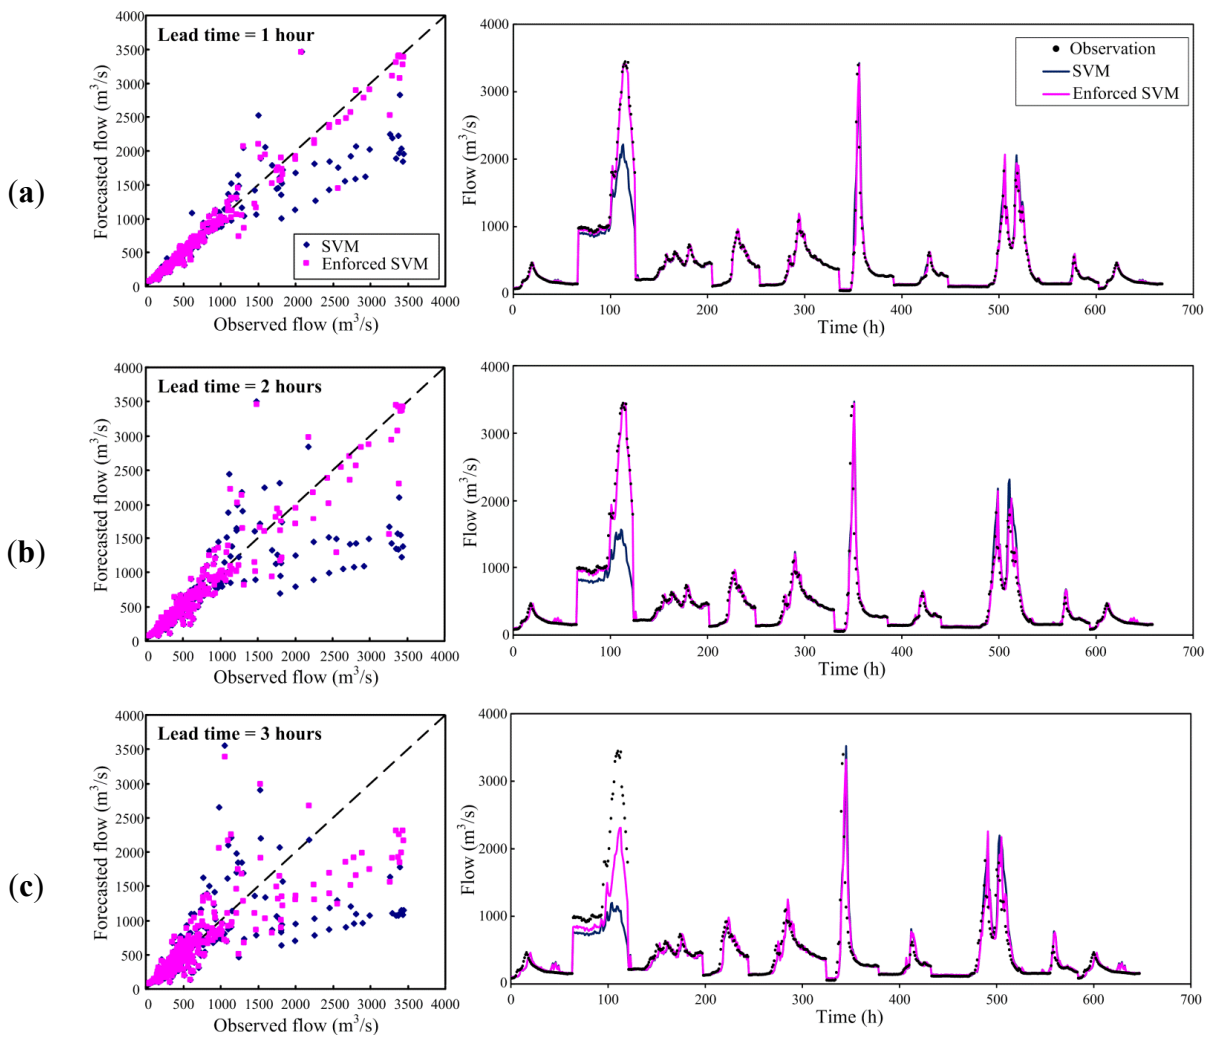 (a)
Forecasted flow (m³/s)
4000
3500
3000
2500
2000
1500
1000
500
0
Lead time = 1 hour
SVM
Enforced SVM
0 500 1000 1500 2000 2500 3000 3500 4000
Observed flow (m³/s)
Flow (m³/s)
4000
3000
2000
1000
0
Observation
SVM
Enforced SVM
0 100 200 300 400 500 600 700
Time (h)
(b)
Forecasted flow (m³/s)
4000
3500
3000
2500
2000
1500
1000
500
0
Lead time = 2 hours
0 500 1000 1500 2000 2500 3000 3500 4000
Observed flow (m³/s)
Flow (m³/s)
4000
3000
2000
1000
0
0 100 200 300 400 500 600 700
Time (h)
(c)
Forecasted flow (m³/s)
4000
3500
3000
2500
2000
1500
1000
500
0
Lead time = 3 hours
0 500 1000 1500 2000 2500 3000 3500 4000
Observed flow (m³/s)
Flow (m³/s)
4000
3000
2000
1000
0
0 100 200 300 400 500 600 700
Time (h)